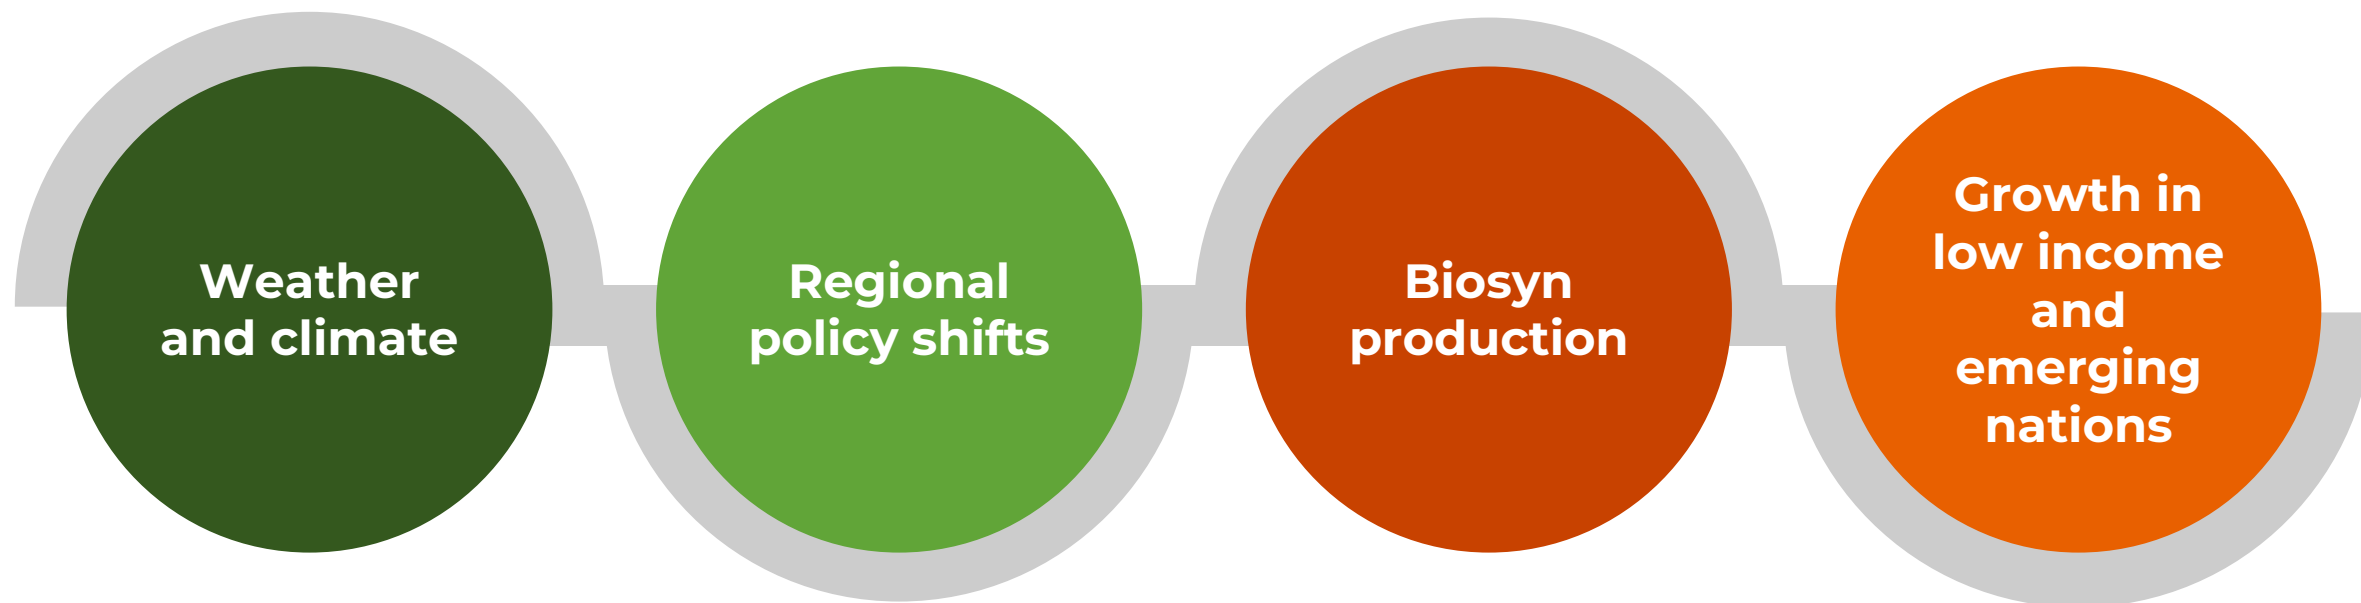 Weather
and climate
Regional
policy shifts
Biosyn
production
Growth in
low income
and
emerging
nations